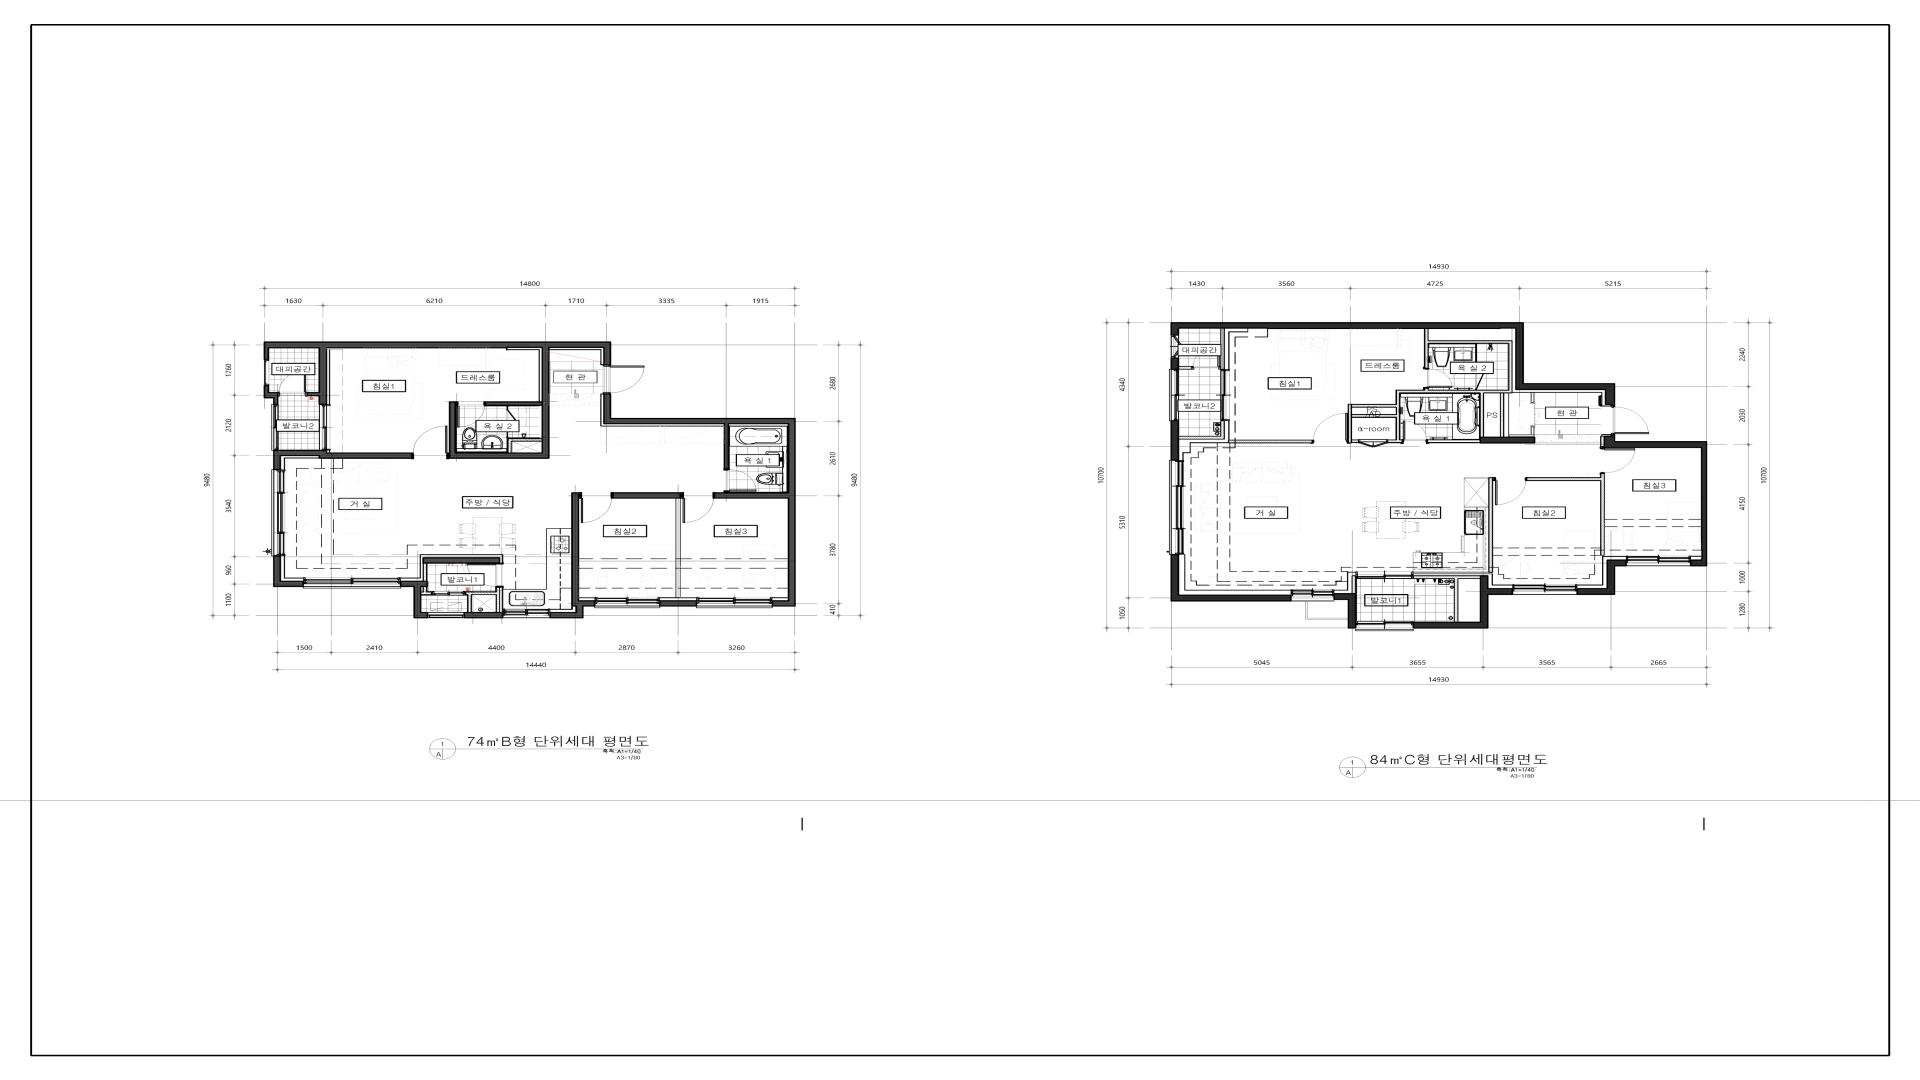 14800
1630 6210 1710 3335 1915
1760
2120
3540
960
1100
9480
2680
2610
3780
410
9480
대피공간
침실1
드레스룸
현 관
발코니2
욕 실 2
욕 실 1
거 실
주방 / 식당
침실2
침실3
발코니1
1500 2410 4400 2870 3260
14440
1
A
74㎡B형 단위세대 평면도
축척:A1=1/40
A3=1/80
14930
1430 3560 4725 5215
4340
5310
1050
10700
2240
2030
4150
1000
1280
10700
대피공간
침실1
드레스룸
욕 실 2
발코니2
욕 실 1
PS
현 관
α-room
침실3
거 실
주방 / 식당
침실2
발코니1
5045 3655 3565 2665
14930
1
A
84㎡C형 단위세대평면도
축척:A1=1/40
A3=1/80